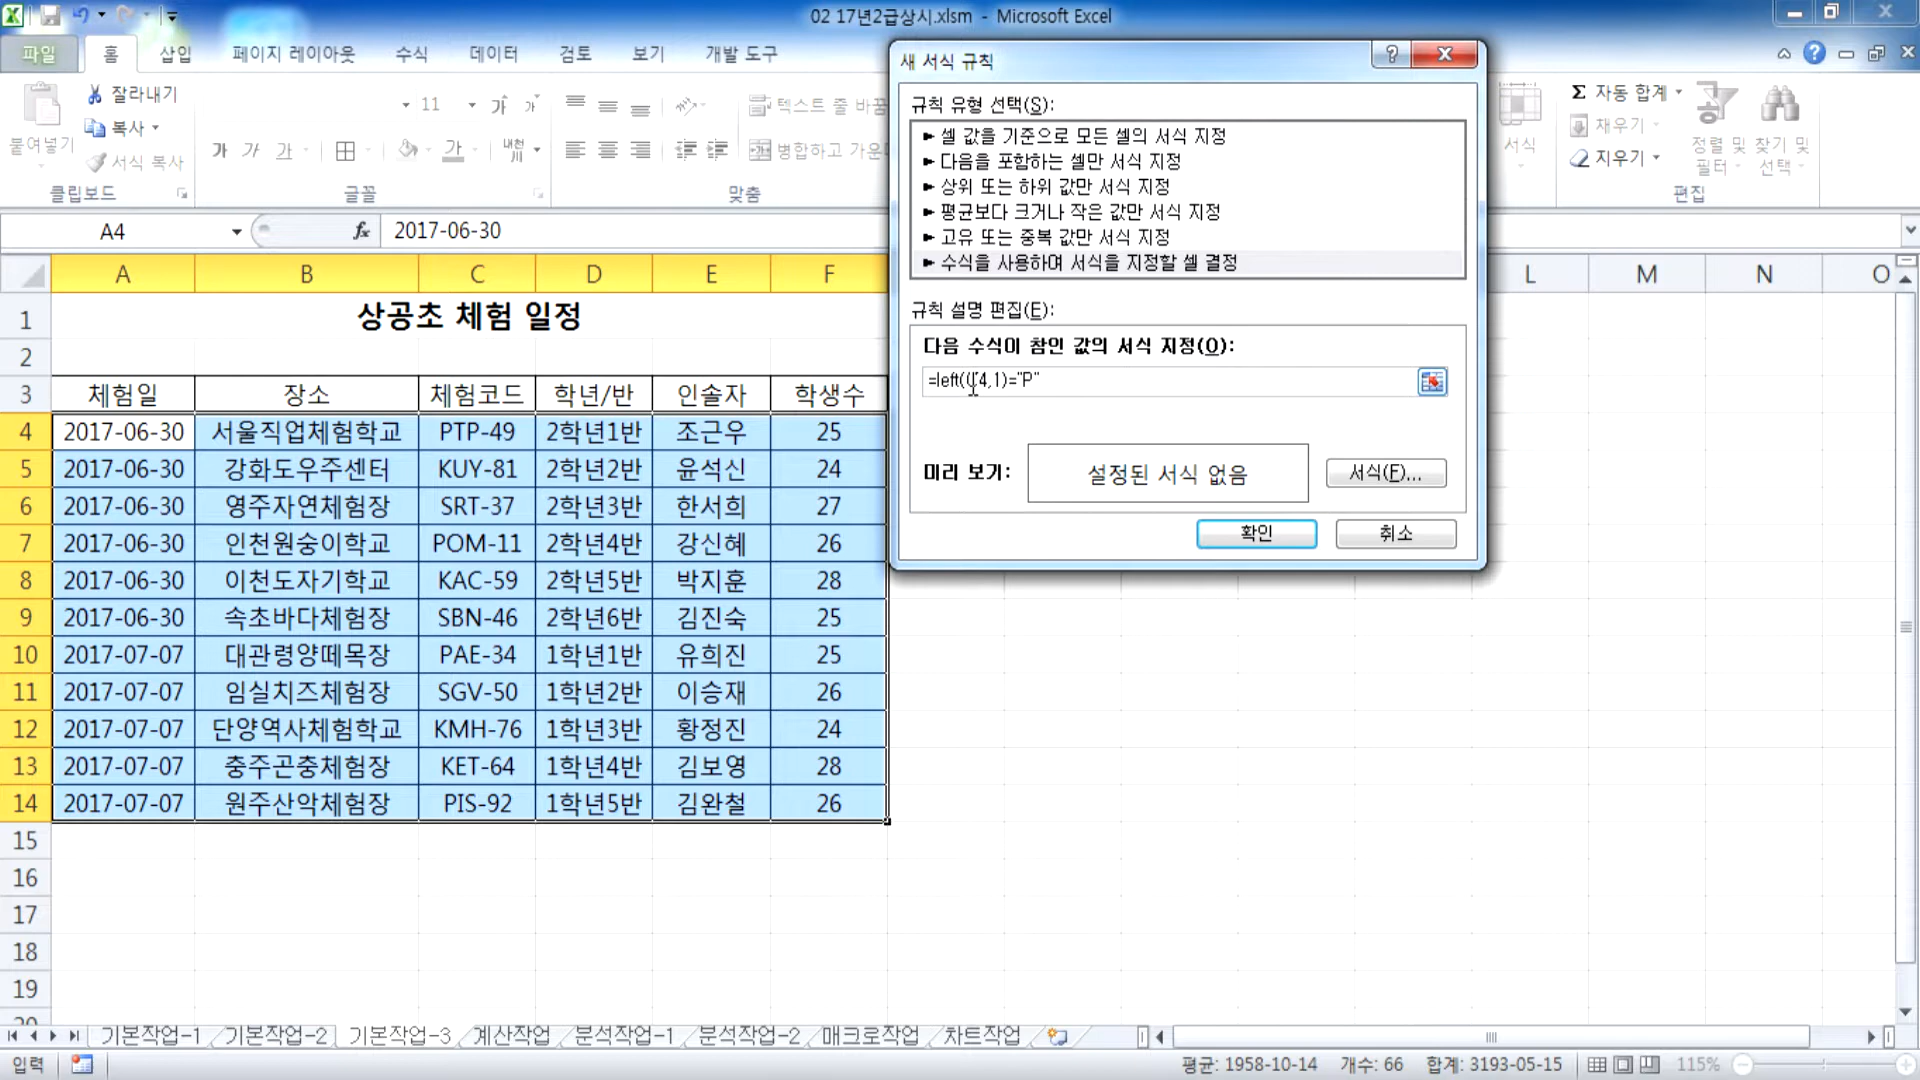 02 17년2급상시.xlsm - Microsoft Excel
파일 홈 삽입 페이지 레이아웃 수식 데이터 검토 보기 개발 도구
잘라내기
복사
서식 복사
붙여넣기
클립보드
11 가 가
가 가 가 가 내천
글꼴
텍스트 줄 바꿈
병합하고 가운데
맞춤
서식
Σ 자동 합계
채우기
지우기
정렬 및 필터
찾기 및 선택
편집
A4 fx 2017-06-30
A B C D E F L M N O
1 상공초 체험 일정
2
3 체험일 장소 체험코드 학년/반 인솔자 학생수
4 2017-06-30 서울직업체험학교 PTP-49 2학년1반 조근우 25
5 2017-06-30 강화도우주센터 KUY-81 2학년2반 윤석신 24
6 2017-06-30 영주자연체험장 SRT-37 2학년3반 한서희 27
7 2017-06-30 인천원숭이학교 POM-11 2학년4반 강신혜 26
8 2017-06-30 이천도자기학교 KAC-59 2학년5반 박지훈 28
9 2017-06-30 속초바다체험장 SBN-46 2학년6반 김진숙 25
10 2017-07-07 대관령양떼목장 PAE-34 1학년1반 유희진 25
11 2017-07-07 임실치즈체험장 SGV-50 1학년2반 이승재 26
12 2017-07-07 단양역사체험학교 KMH-76 1학년3반 황정진 24
13 2017-07-07 충주곤충체험장 KET-64 1학년4반 김보영 28
14 2017-07-07 원주산악체험장 PIS-92 1학년5반 김완철 26
15
16
17
18
19
20
새 서식 규칙
규칙 유형 선택(S):
► 셀 값을 기준으로 모든 셀의 서식 지정
► 다음을 포함하는 셀만 서식 지정
► 상위 또는 하위 값만 서식 지정
► 평균보다 크거나 작은 값만 서식 지정
► 고유 또는 중복 값만 서식 지정
► 수식을 사용하여 서식을 지정할 셀 결정
규칙 설명 편집(E):
다음 수식이 참인 값의 서식 지정(O):
4,1)="P"
미리 보기: 설정된 서식 없음 서식(F)...
확인 취소
기본작업-1 기본작업-2 기본작업-3 계산작업 분석작업-1 분석작업-2 매크로작업 차트작업
입력 평균: 1958-10-14 개수: 66 합계: 3193-05-15 115%